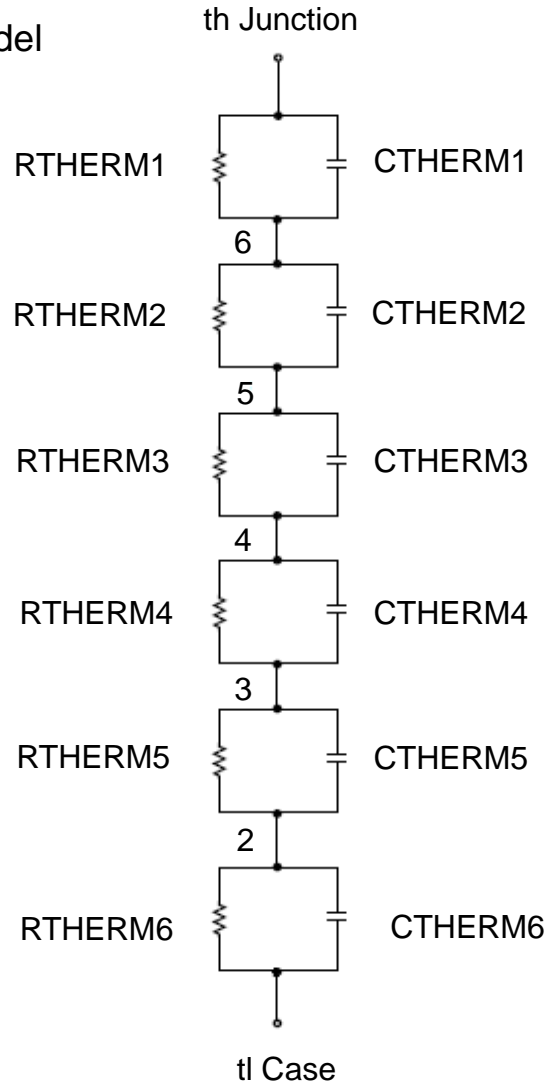 th Junction
del
RTHERM1 CTHERM1
6
RTHERM2 CTHERM2
5
RTHERM3 CTHERM3
4
RTHERM4 CTHERM4
3
RTHERM5 CTHERM5
2
RTHERM6 CTHERM6
tl Case